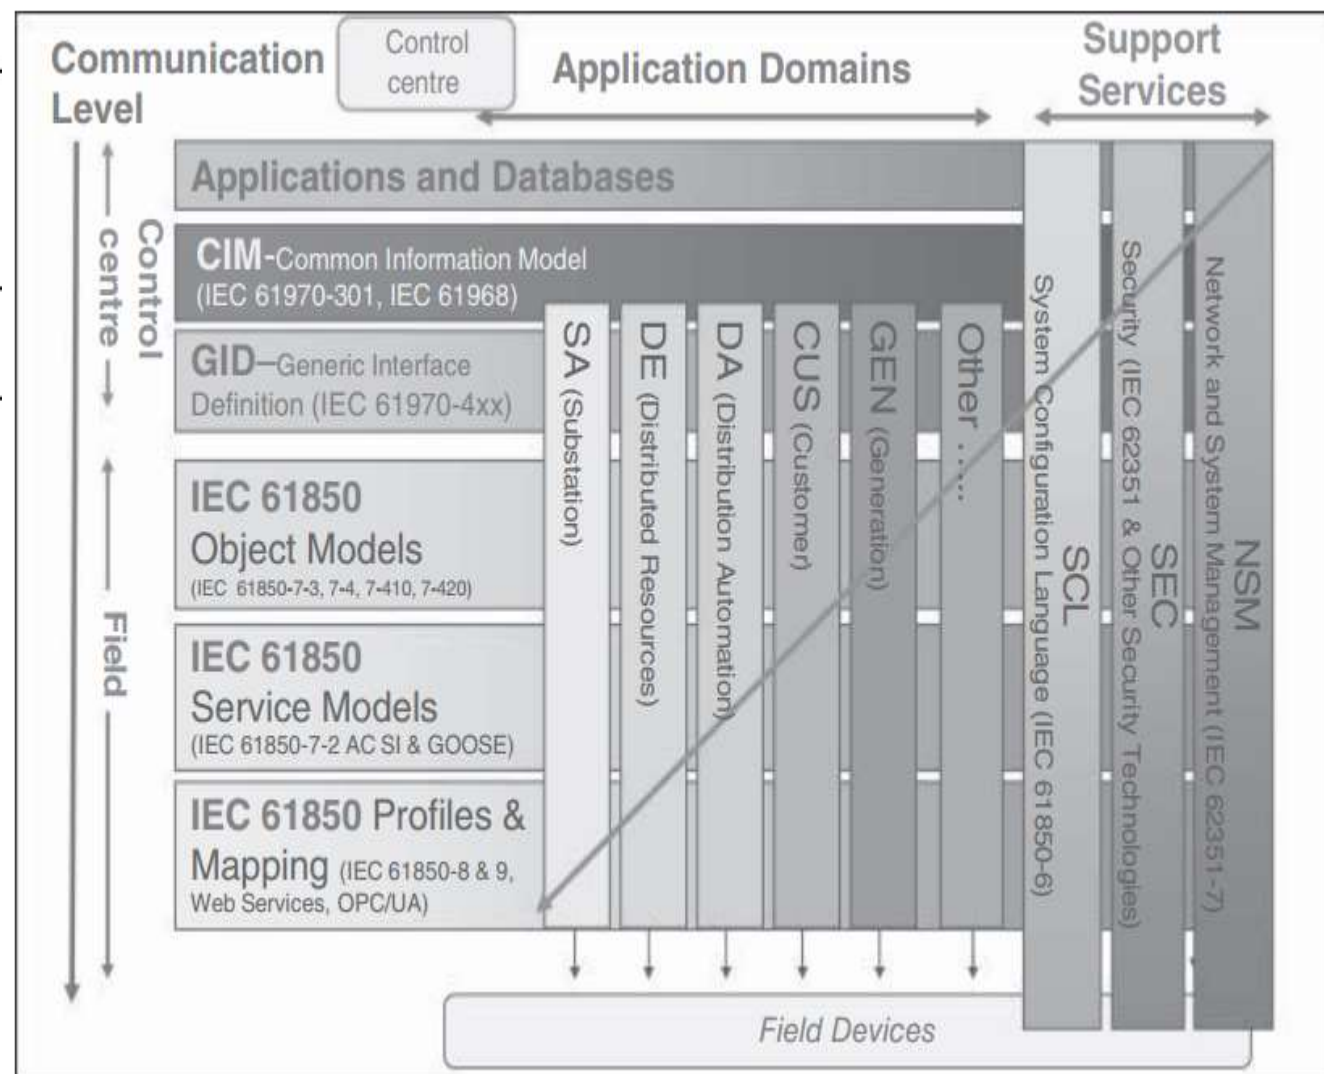 Communication
Level
Control
centre
Application Domains
Support
Services
Control
centre
Field
Applications and Databases
CIM-Common Information Model
(IEC 61970-301, IEC 61968)
GID–Generic Interface
Definition (IEC 61970-4xx)
IEC 61850
Object Models
(IEC 61850-7-3, 7-4, 7-410, 7-420)
IEC 61850
Service Models
(IEC 61850-7-2 AC SI & GOOSE)
IEC 61850 Profiles &
Mapping (IEC 61850-8 & 9,
Web Services, OPC/UA)
SA (Substation)
DE (Distributed Resources)
DA (Distribution Automation)
CUS (Customer)
GEN (Generation)
Other .....
SCL
System Configuration Language (IEC 61850-6)
SEC
Security (IEC 62351 & Other Security Technologies)
NSM
Network and System Management (IEC 62351-7)
Field Devices